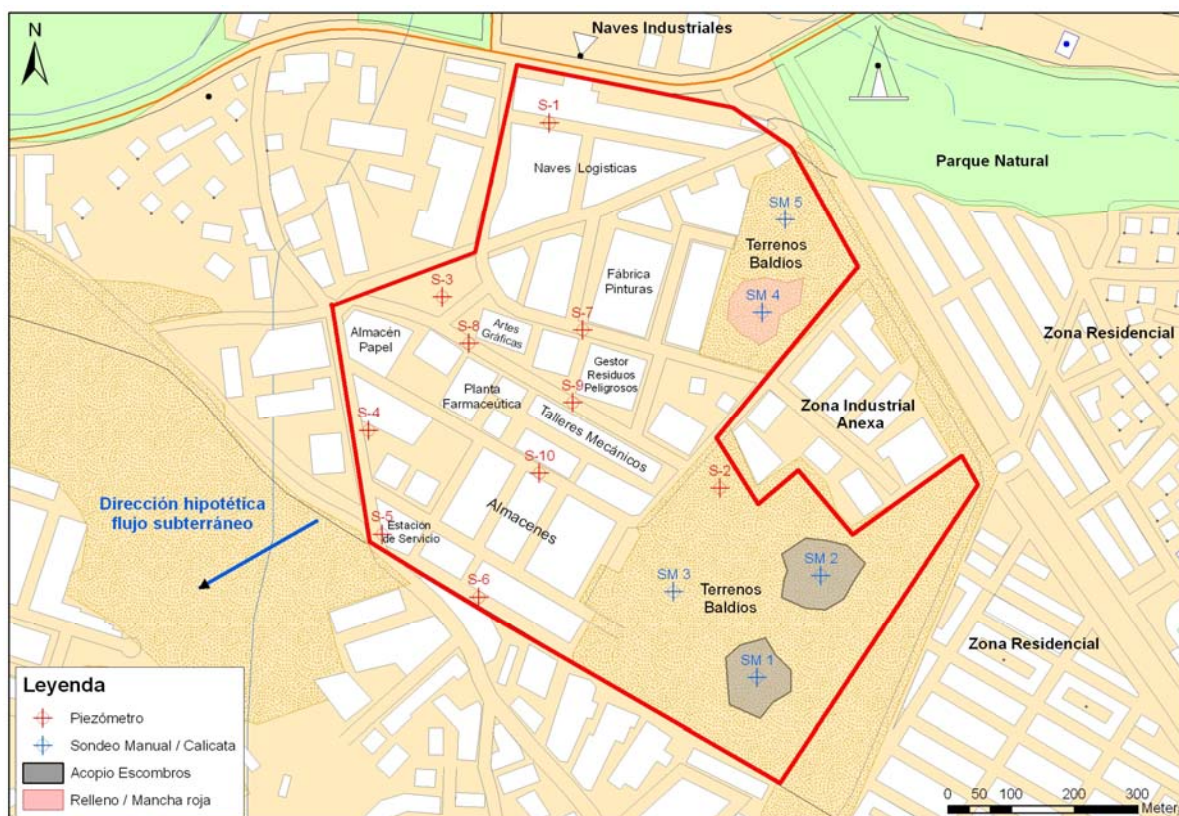 N
Naves Industriales
S-1
Parque Natural
Naves Logísticas
SM 5
Terrenos
Baldíos
Fábrica
Pinturas
S-3
SM 4
S-7
Zona Residencial
S-8
Artes
Gráficas
Almacén
Papel
Gestor
Residuos
Peligrosos
Planta
Farmaceútica
S-9
Zona Industrial
Anexa
Talleres Mecánicos
S-4
S-10
S-2
Dirección hipotética
flujo subterráneo
Almacenes
S-5
Estacion
de Servicio
SM 2
SM 3
S-6
Terrenos
Baldíos
Zona Residencial
SM 1
Leyenda
Piezómetro
Sondeo Manual / Calicata
Acopio Escombros
Relleno / Mancha roja
0 50 100 200 300
Meter